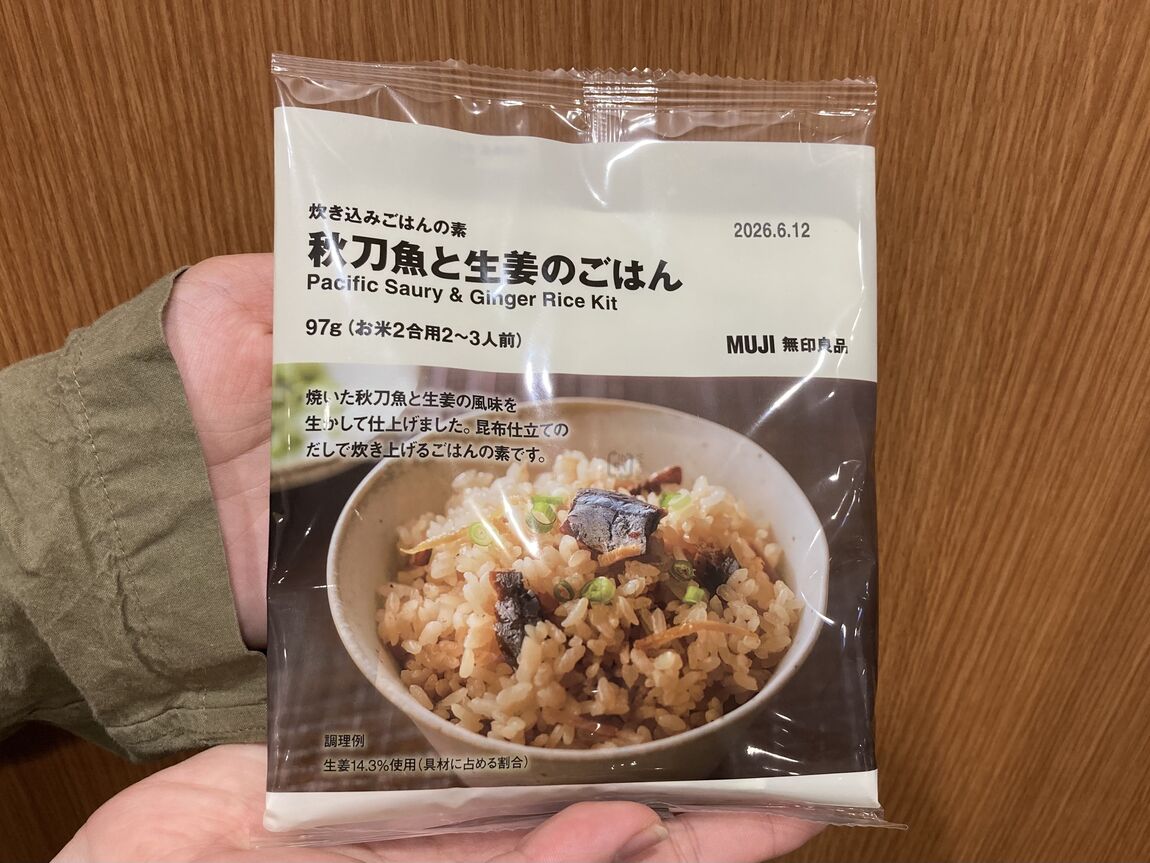 炊き込みごはんの素
2026.6.12
秋刀魚と生姜のごはん
Pacific Saury & Ginger Rice Kit
97g（お米2合用2～3人前）
MUJI 無印良品
焼いた秋刀魚と生姜の風味を
生かして仕上げました。昆布仕立ての
だしで炊き上げるごはんの素です。
調理例
生姜14.3%使用（具材に占める割合）